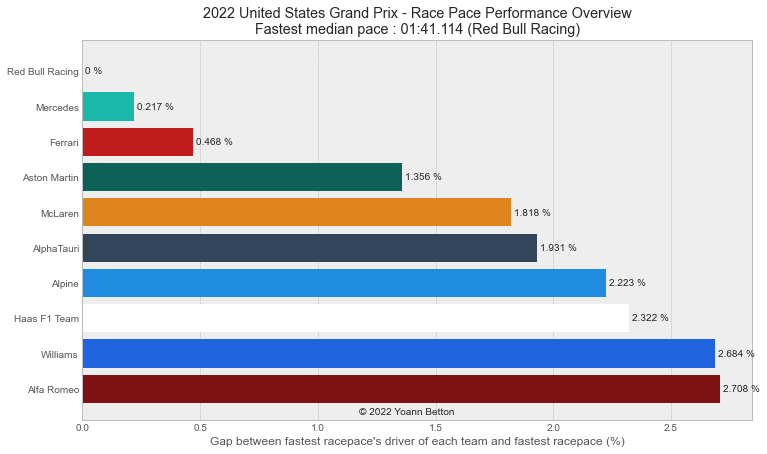 2022 United States Grand Prix - Race Pace Performance Overview
Fastest median pace : 01:41.114 (Red Bull Racing)
Red Bull Racing 0 %
Mercedes 0.217 %
Ferrari 0.468 %
Aston Martin 1.356 %
McLaren 1.818 %
AlphaTauri 1.931 %
Alpine 2.223 %
Haas F1 Team 2.322 %
Williams 2.684 %
Alfa Romeo 2.708 %
© 2022 Yoann Betton
0.0 0.5 1.0 1.5 2.0 2.5
Gap between fastest racepace's driver of each team and fastest racepace (%)